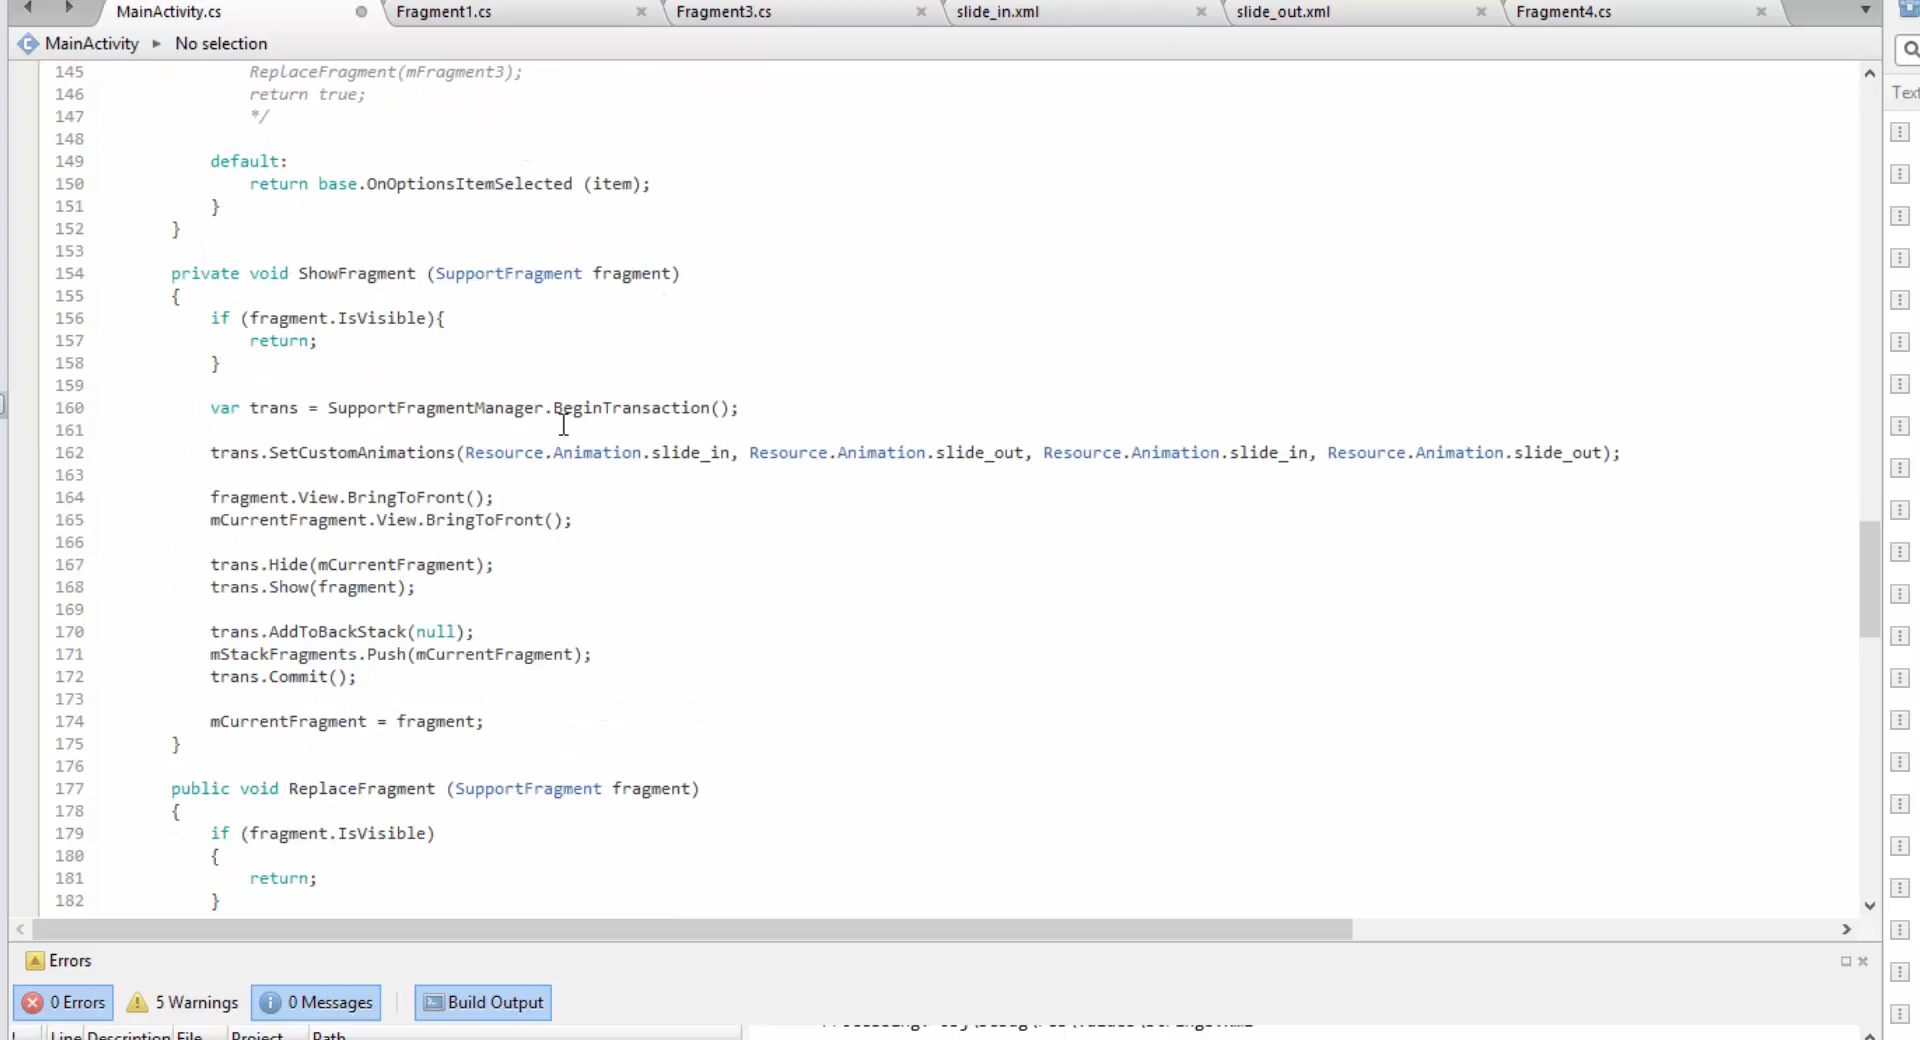 MainActivity.cs Fragment1.cs Fragment3.cs slide_in.xml slide_out.xml Fragment4.cs
MainActivity No selection
Text
145 ReplaceFragment(mFragment3);
146 return true;
147 */
148
149 default:
150 return base.OnOptionsItemSelected (item);
151 }
152 }
153
154 private void ShowFragment (SupportFragment fragment)
155 {
156 if (fragment.IsVisible){
157 return;
158 }
159
160 var trans = SupportFragmentManager.BeginTransaction();
161
162 trans.SetCustomAnimations(Resource.Animation.slide_in, Resource.Animation.slide_out, Resource.Animation.slide_in, Resource.Animation.slide_out);
163
164 fragment.View.BringToFront();
165 mCurrentFragment.View.BringToFront();
166
167 trans.Hide(mCurrentFragment);
168 trans.Show(fragment);
169
170 trans.AddToBackStack(null);
171 mStackFragments.Push(mCurrentFragment);
172 trans.Commit();
173
174 mCurrentFragment = fragment;
175 }
176
177 public void ReplaceFragment (SupportFragment fragment)
178 {
179 if (fragment.IsVisible)
180 {
181 return;
182 }
Errors
0 Errors 5 Warnings 0 Messages Build Output
! Line Description File Project Path